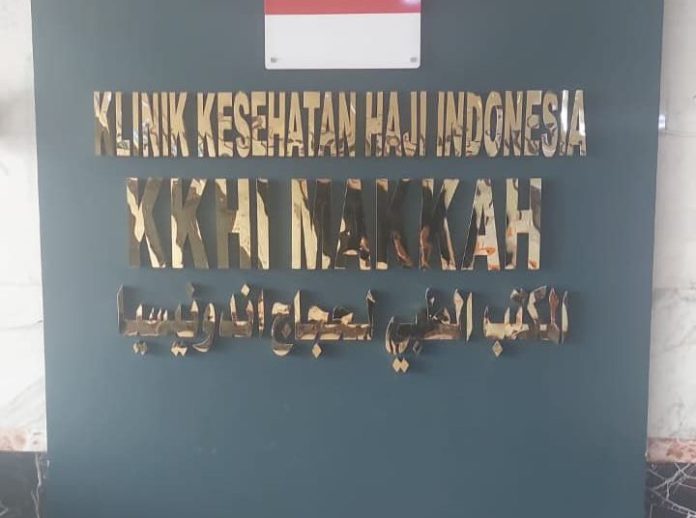 KLINIK KESEHATAN HAJI INDONESIA
KKHI MAKKAH
المكتب الطبي لحجاج اندونيسيا